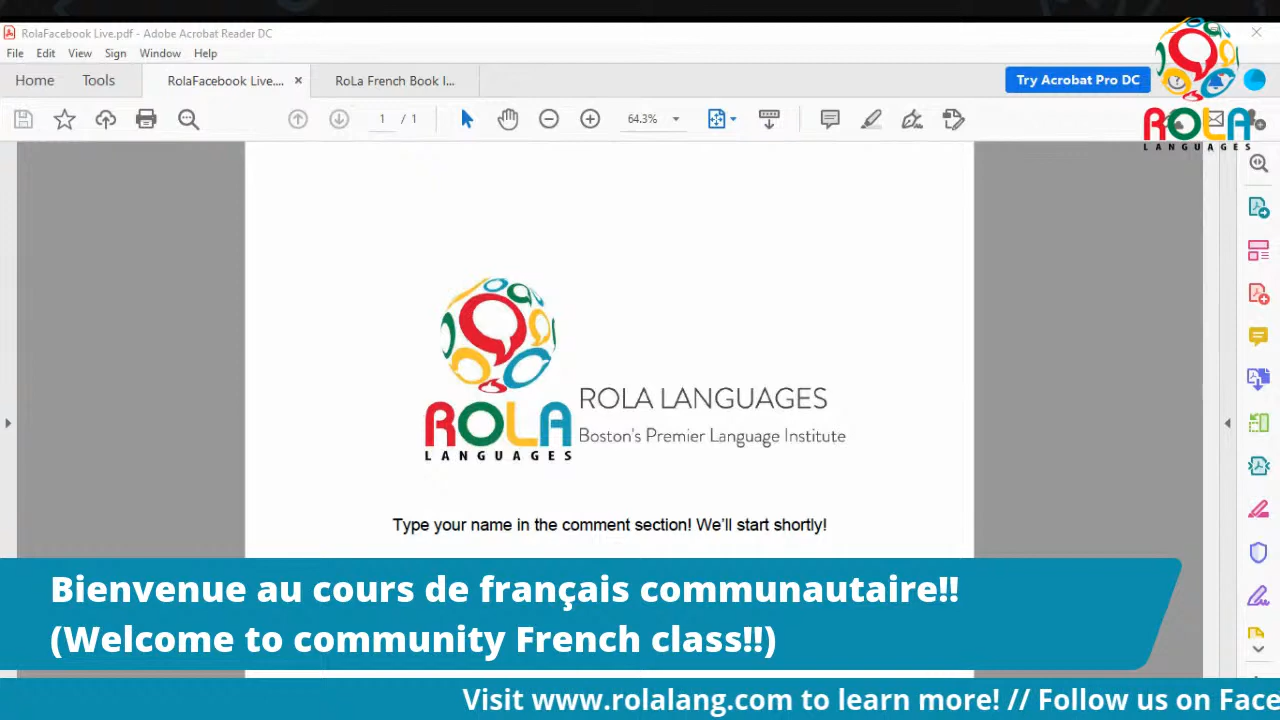 RolaFacebook Live.pdf - Adobe Acrobat Reader DC
File Edit View Sign Window Help
Home Tools RolaFacebook Live.... × RoLa French Book I... Try Acrobat Pro DC
1 / 1 64.3%
ROLA
LANGUAGES
ROLA LANGUAGES
Boston's Premier Language Institute
ROLA
LANGUAGES
Type your name in the comment section! We'll start shortly!
Bienvenue au cours de français communautaire!!
(Welcome to community French class!!)
Visit www.rolalang.com to learn more! // Follow us on Face